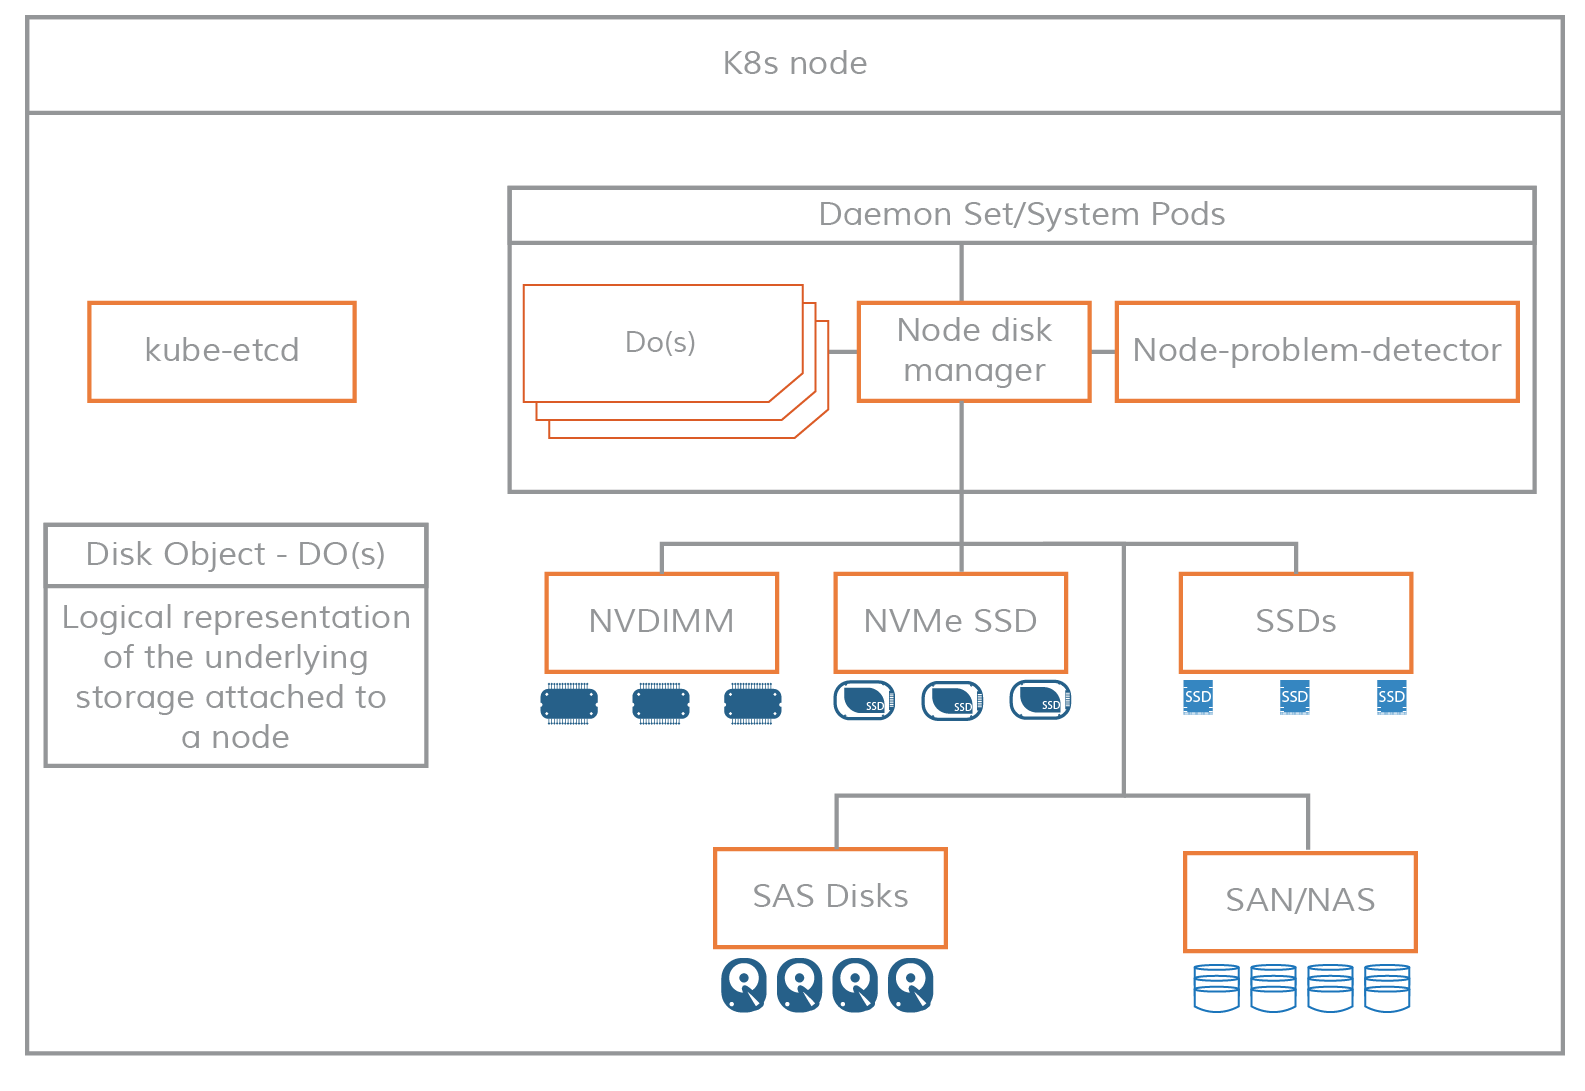 K8s node
Daemon Set/System Pods
kube-etcd
Do(s)
Node disk
manager
Node-problem-detector
Disk Object - DO(s)
Logical representation
of the underlying
storage attached to
a node
NVDIMM
NVMe SSD
SSDs
SSD
SSD
SSD
SSD
SSD
SSD
SAS Disks
SAN/NAS